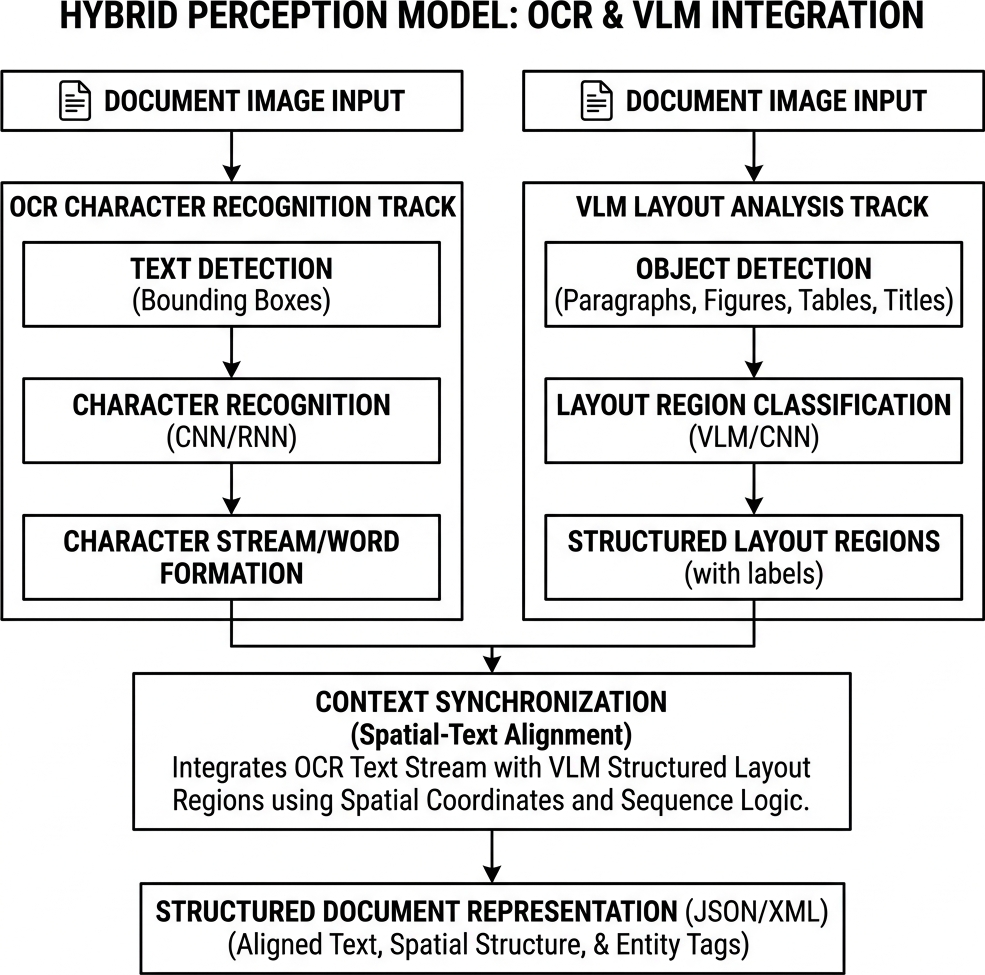 HYBRID PERCEPTION MODEL: OCR & VLM INTEGRATION
DOCUMENT IMAGE INPUT
OCR CHARACTER RECOGNITION TRACK
TEXT DETECTION
(Bounding Boxes)
CHARACTER RECOGNITION
(CNN/RNN)
CHARACTER STREAM/WORD
FORMATION
DOCUMENT IMAGE INPUT
VLM LAYOUT ANALYSIS TRACK
OBJECT DETECTION
(Paragraphs, Figures, Tables, Titles)
LAYOUT REGION CLASSIFICATION
(VLM/CNN)
STRUCTURED LAYOUT REGIONS
(with labels)
CONTEXT SYNCHRONIZATION
(Spatial-Text Alignment)
Integrates OCR Text Stream with VLM Structured Layout
Regions using Spatial Coordinates and Sequence Logic.
STRUCTURED DOCUMENT REPRESENTATION (JSON/XML)
(Aligned Text, Spatial Structure, & Entity Tags)